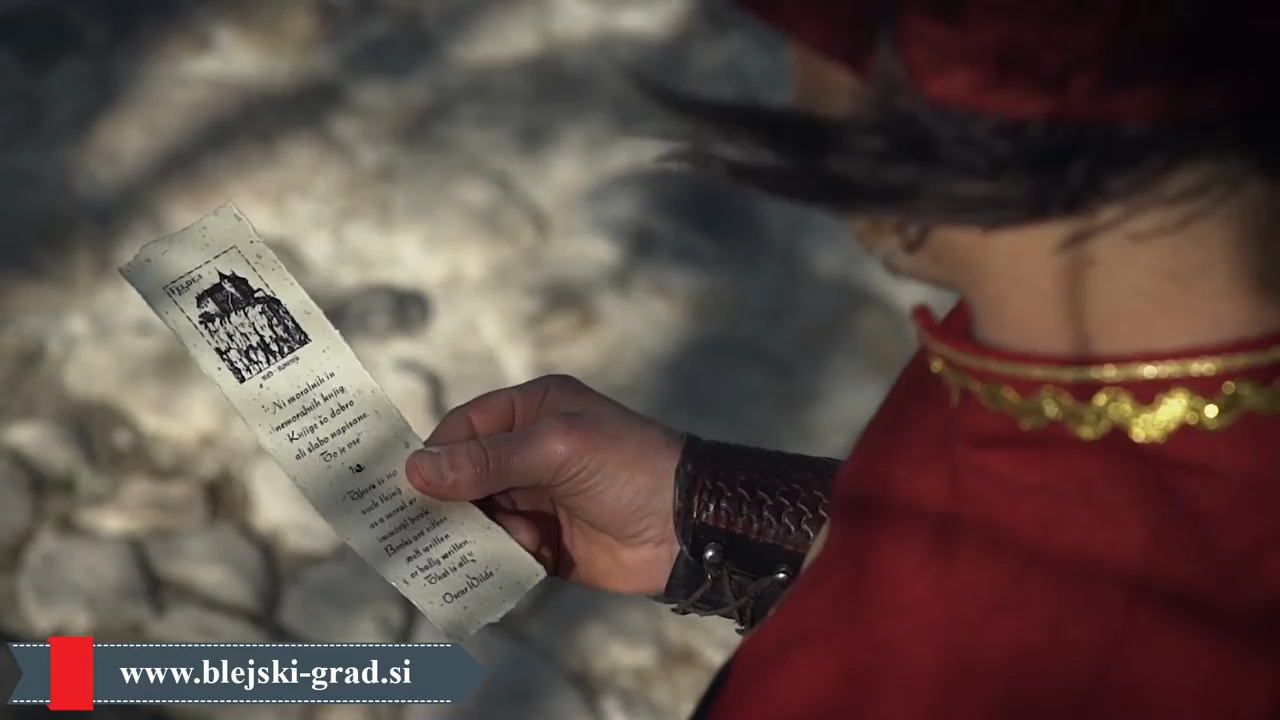 FELDES
"Ni moralnih in
nemoralnih knjig.
Knjige so dobro
ali slabo napisane.
To je vse"
"There is no
such thing
as a moral or
immoral book
Books are either
well written
or badly written.
That is all."
Oscar Wilde
www.blejski-grad.si